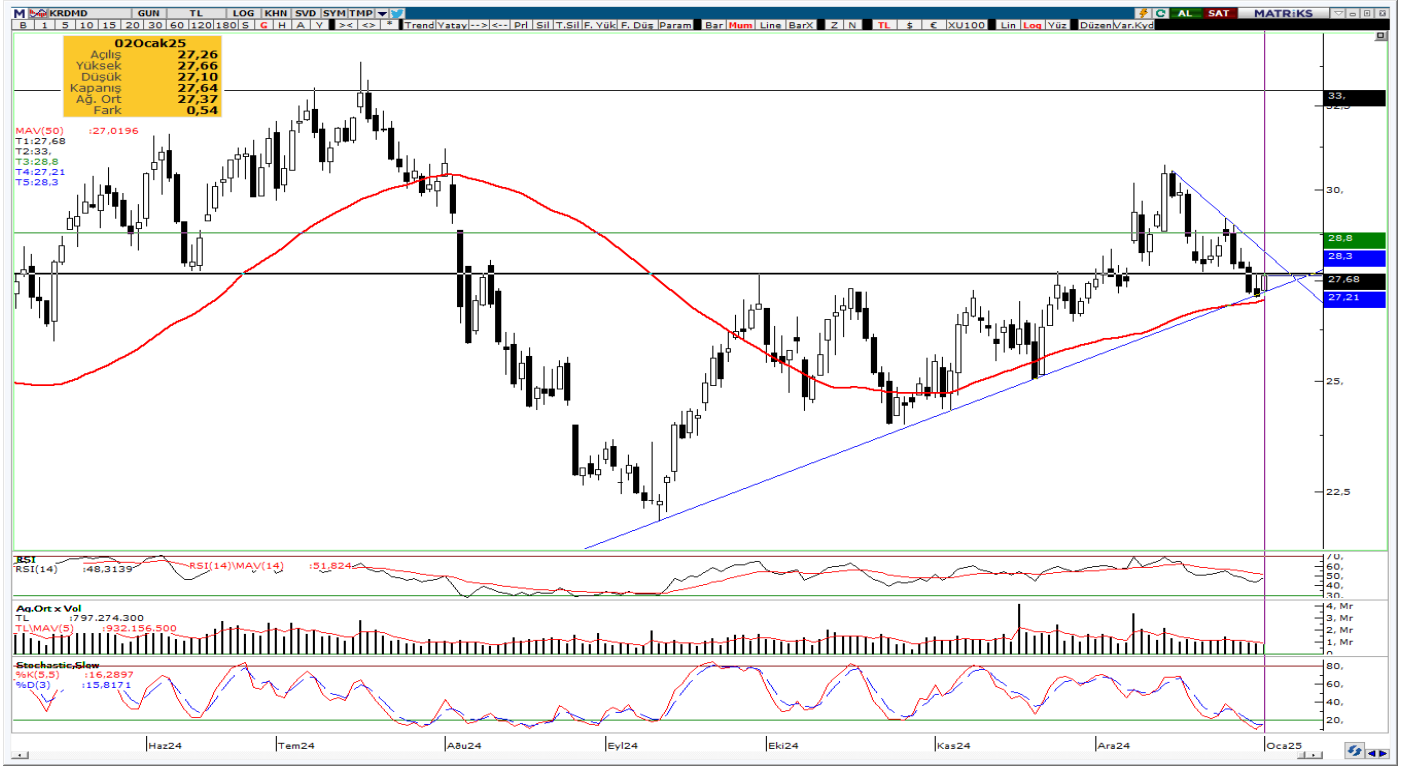 M KRDMD GUN TL LOG KHN SVD SYM TMP AL SAT MATRİKS
B 1 5 10 15 20 30 60 120 180 S G H A Y >< <> * Trend Yatay --> <-- Prl Sil T.Sil F. Yük F. Düş Param Bar Mum Line BarX Z N TL $ € XU100 Lin Log Yüz Düzen Var.Kyd
02Ocak25
Açılış 27,26
Yüksek 27,66
Düşük 27,10
Kapanış 27,64
Ağ. Ort 27,37
Fark 0,54
MAV(50) :27,0196
T1:27,68
T2:33,
T3:28,8
T4:27,21
T5:28,3
33,
32,5
30,
28,8
28,3
27,68
27,21
25,
22,5
RSI
RSI(14) :48,3139 RSI(14)\MAV(14) :51,824
70,
60,
50,
40,
30,
Ag.Ort x Vol
TL :797.274.300
TL\MAV(5) :932.156.500
4, Mr
3, Mr
2, Mr
1, Mr
0
Stochastic,Slow
%K(5,5) :16,2897
%D(3) :15,8171
80,
60,
40,
20,
Haz24 Tem24 Ağu24 Eyl24 Eki24 Kas24 Ara24 Oca25